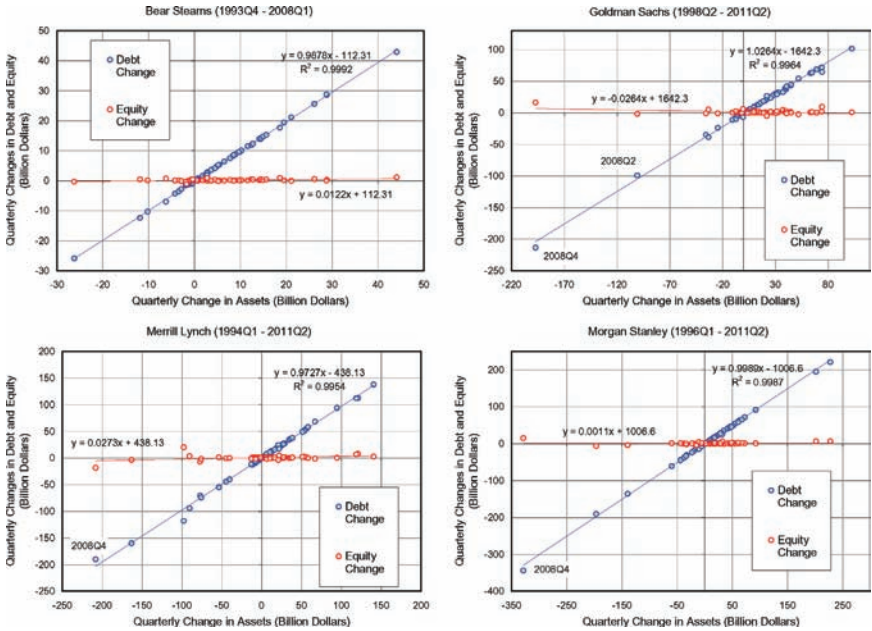 Bear Stearns (1993Q4 - 2008Q1)
Quarterly Changes in Debt and Equity
(Billion Dollars)
50
40
30
20
10
0
-10
-20
-30
Debt
Change
Equity
Change
y = 0.9878x - 112.31
R² = 0.9992
y = 0.0122x + 112.31
-30 -20 -10 0 10 20 30 40 50
Quarterly Change in Assets (Billion Dollars)
Goldman Sachs (1998Q2 - 2011Q2)
Quarterly Changes in Debt and Equity
(Billion Dollars)
100
50
0
-50
-100
-150
-200
-250
y = 1.0264x - 1642.3
R² = 0.9964
y = -0.0264x + 1642.3
2008Q2
2008Q4
Debt
Change
Equity
Change
-220 -170 -120 -70 -20 30 80
Quarterly Change in Assets (Billion Dollars)
Merrill Lynch (1994Q1 - 2011Q2)
Quarterly Changes in Debt and Equity
(Billion Dollars)
200
150
100
50
0
-50
-100
-150
-200
-250
y = 0.9727x - 438.13
R² = 0.9954
y = 0.0273x + 438.13
2008Q4
Debt
Change
Equity
Change
-250 -200 -150 -100 -50 0 50 100 150 200
Quarterly Change in Assets (Billion Dollars)
Morgan Stanley (1996Q1 - 2011Q2)
Quarterly Changes in Debt and Equity
(Billion Dollars)
200
100
0
-100
-200
-300
-400
y = 0.9989x - 1006.6
R² = 0.9987
y = 0.0011x + 1006.6
2008Q4
Debt
Change
Equity
Change
-350 -250 -150 -50 50 150 250
Quarterly Change in Assets (Billion Dollars)